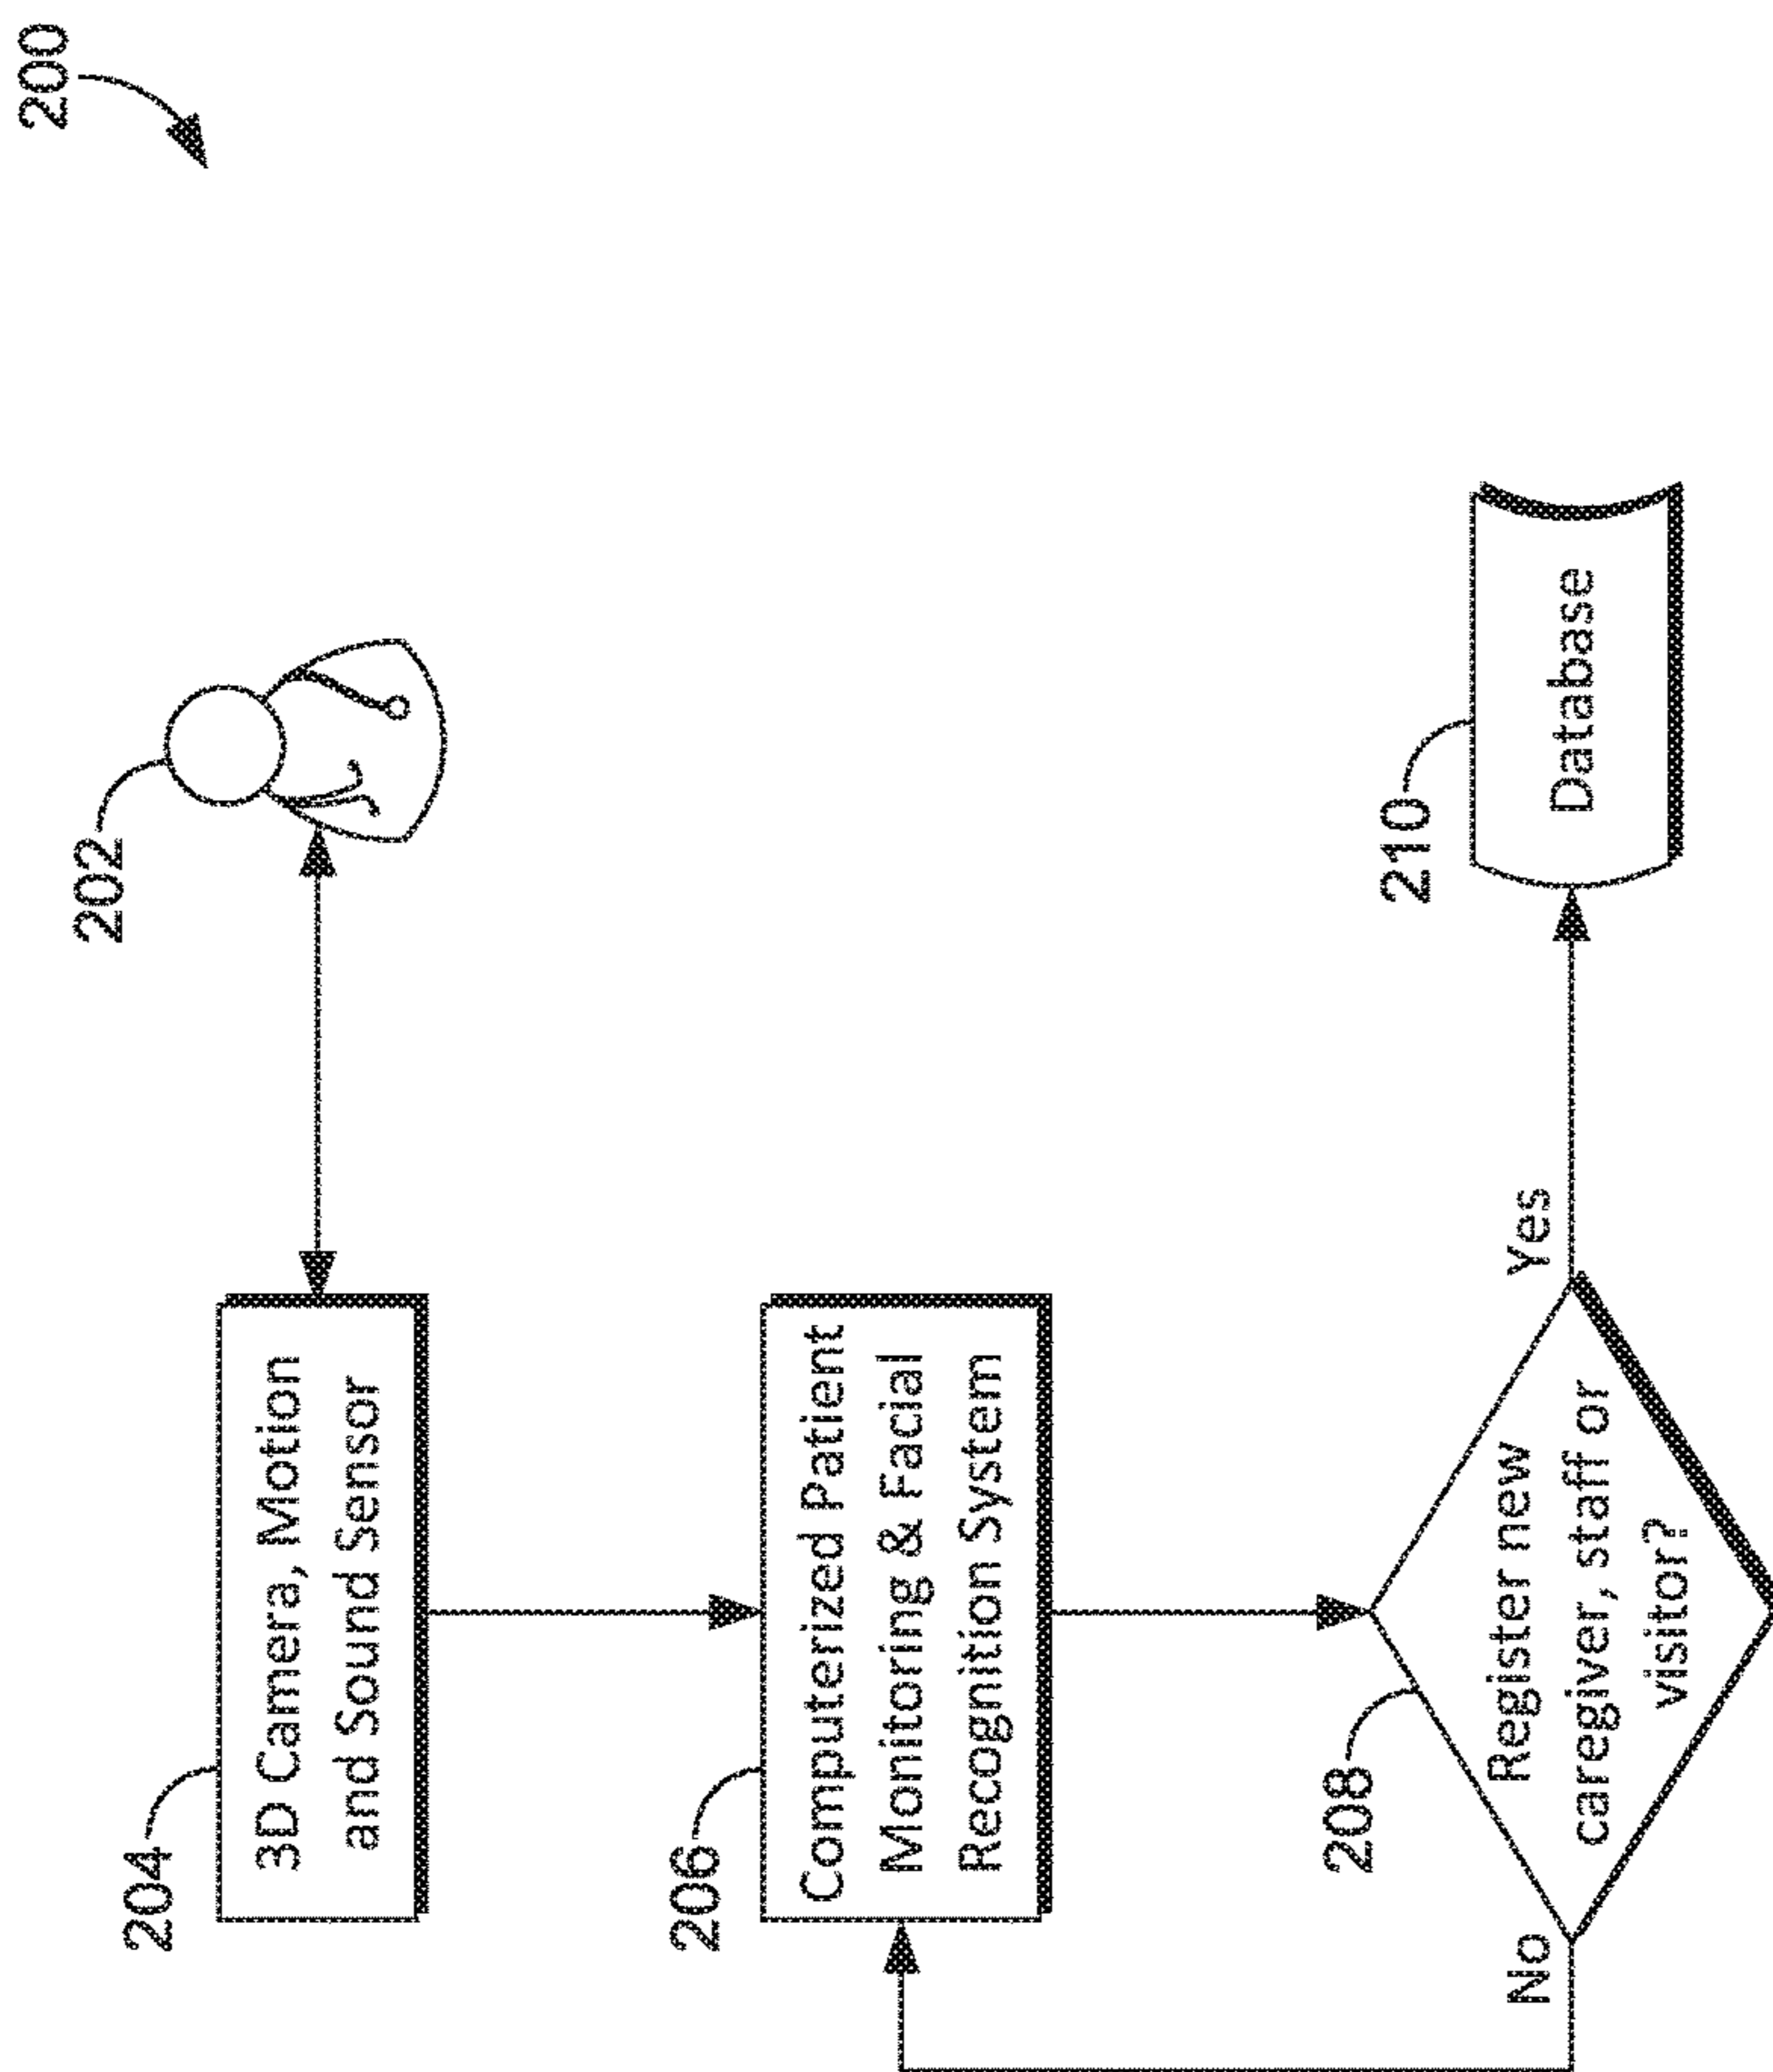 200
202
204
3D Camera, Motion
and Sound Sensor
206
Computerized Patient
Monitoring & Facial
Recognition System
208
Register new
caregiver, staff or
visitor?
No
Yes
210
Database